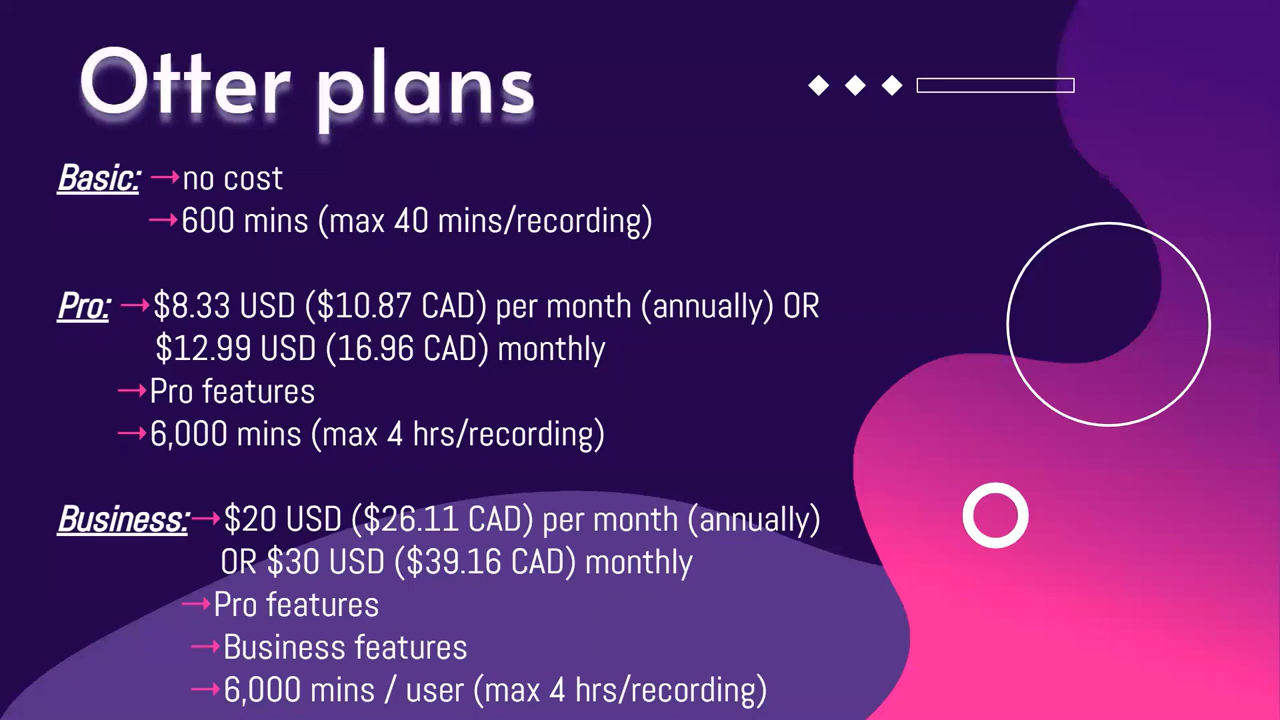 Otter plans
Basic: →no cost
→600 mins (max 40 mins/recording)
Pro: →$8.33 USD ($10.87 CAD) per month (annually) OR
$12.99 USD (16.96 CAD) monthly
→Pro features
→6,000 mins (max 4 hrs/recording)
Business:→$20 USD ($26.11 CAD) per month (annually)
OR $30 USD ($39.16 CAD) monthly
→Pro features
→Business features
→6,000 mins / user (max 4 hrs/recording)